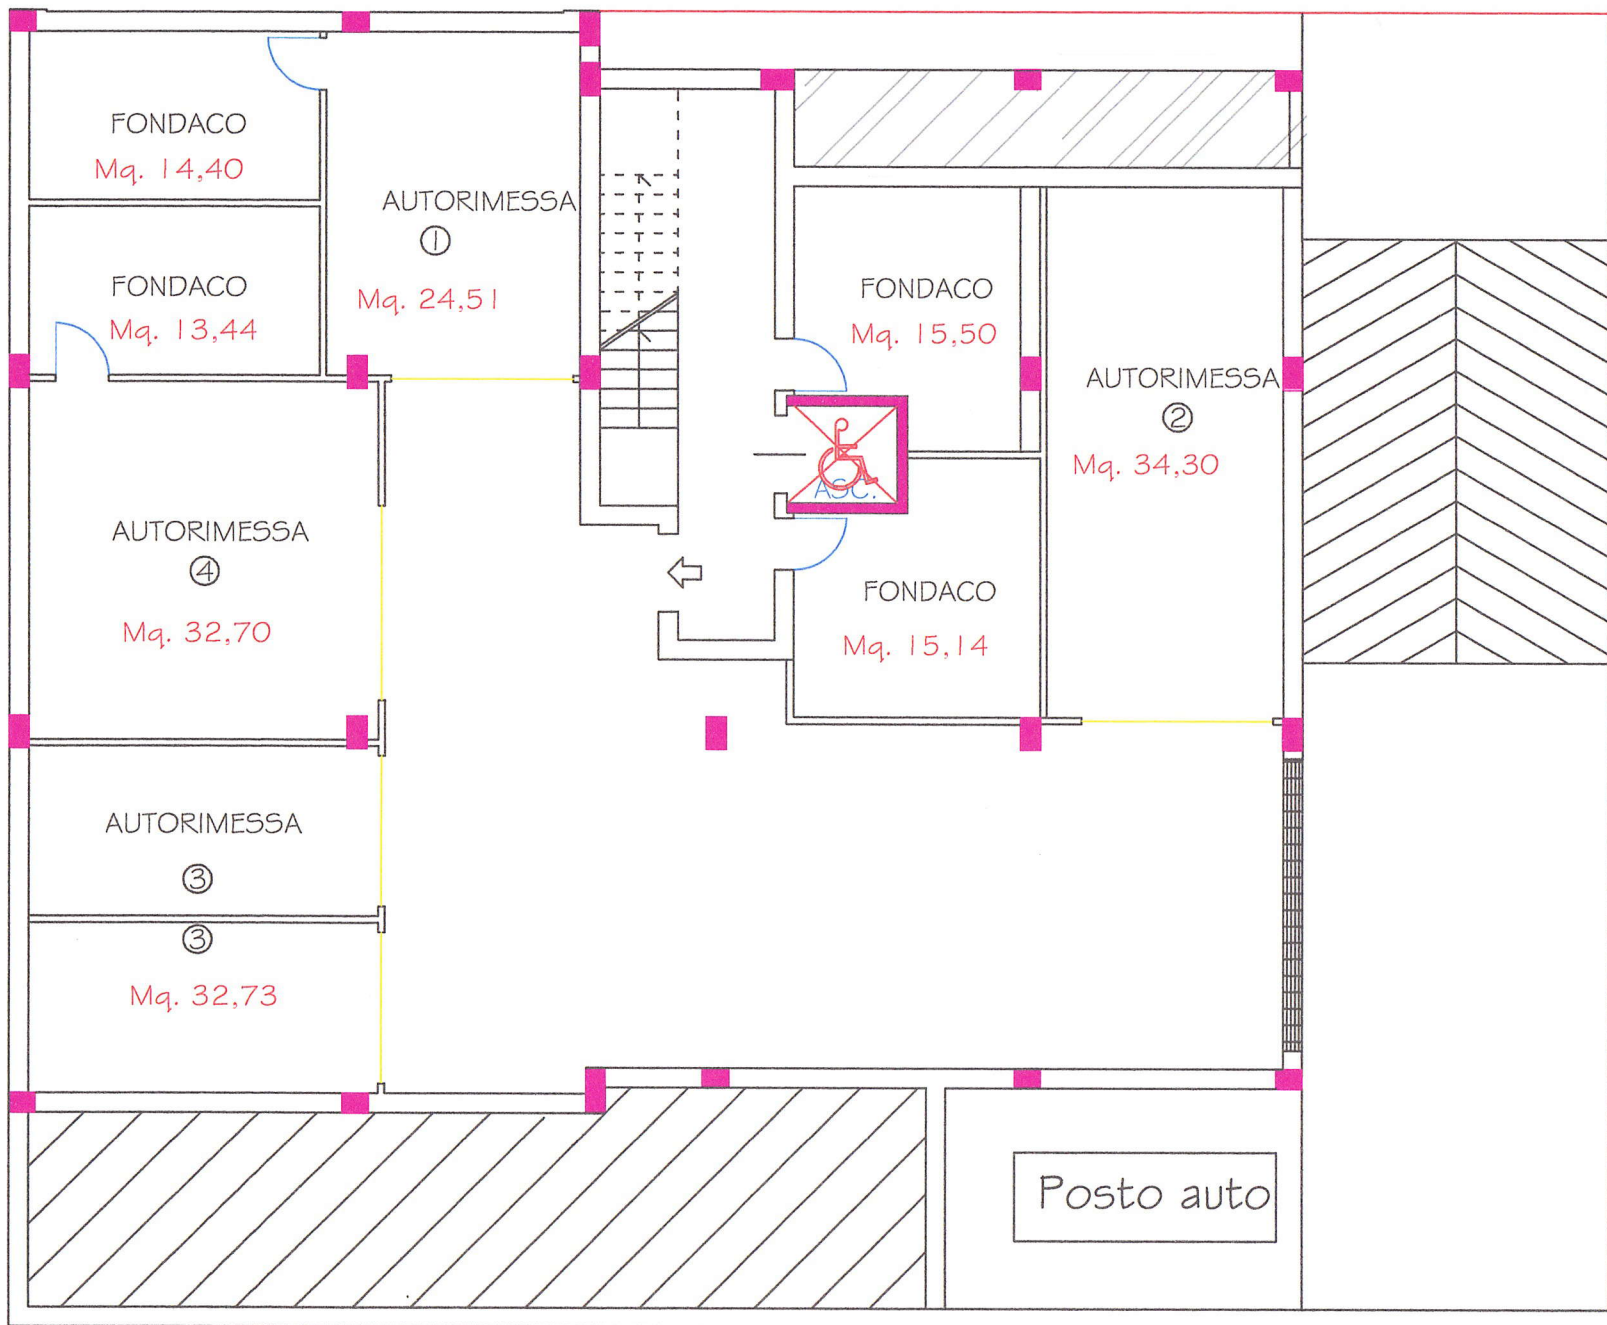 FONDACO
Mq. 14,40
AUTORIMESSA
1
Mq. 24,51
FONDACO
Mq. 13,44
FONDACO
Mq. 15,50
AUTORIMESSA
2
Mq. 34,30
ASC.
AUTORIMESSA
4
Mq. 32,70
FONDACO
Mq. 15,14
AUTORIMESSA
3
3
Mq. 32,73
Posto auto